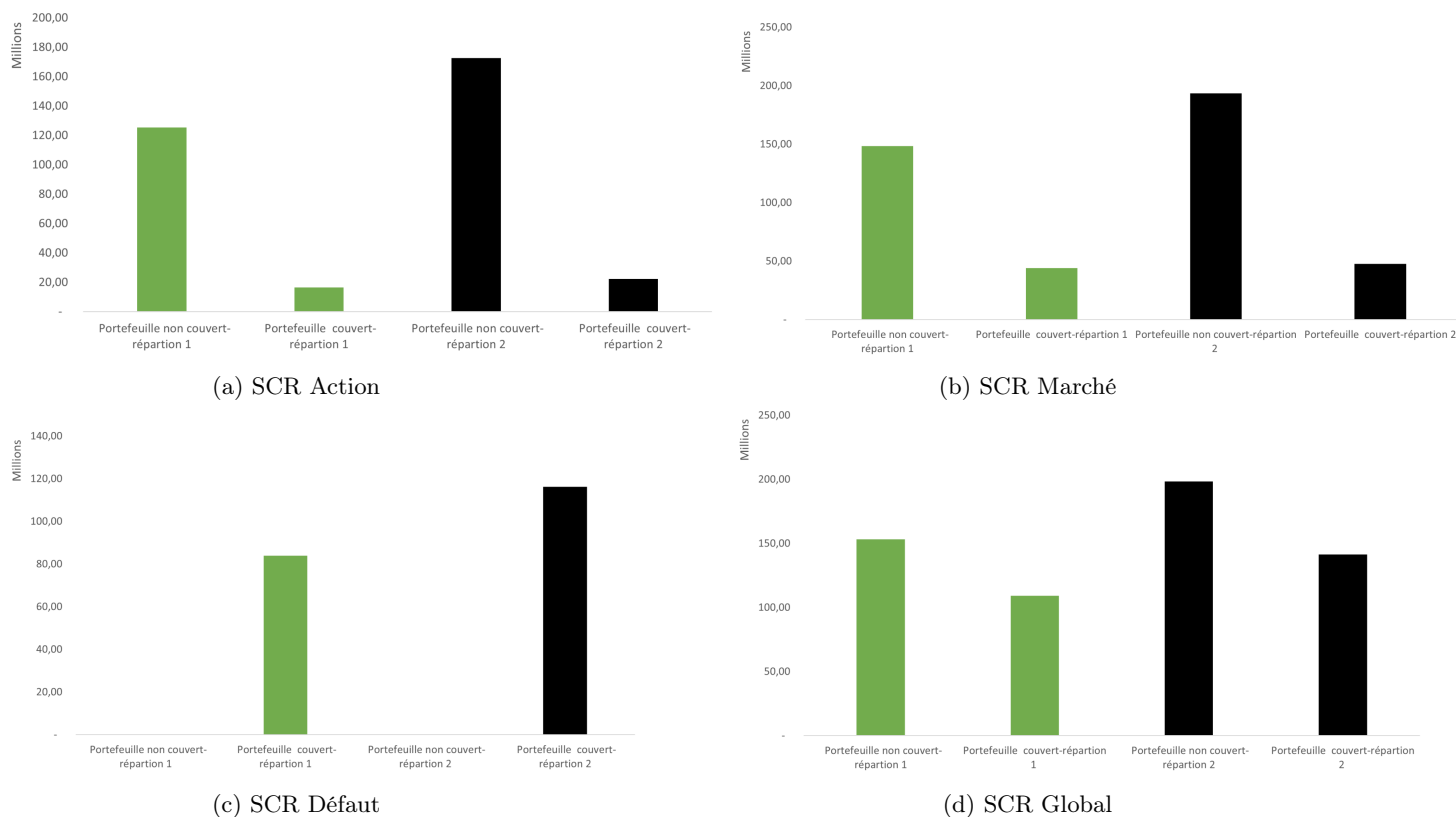 Millions
200,00
180,00
160,00
140,00
120,00
100,00
80,00
60,00
40,00
20,00
-
Portefeuille non couvert-
répartion 1
Portefeuille couvert-
répartion 1
Portefeuille non couvert-
répartion 2
Portefeuille couvert-
répartion 2
(a) SCR Action
Millions
250,00
200,00
150,00
100,00
50,00
-
Portefeuille non couvert-
répartion 1
Portefeuille couvert-répartion 1
Portefeuille non couvert-répartion
2
Portefeuille couvert-répartion 2
(b) SCR Marché
Millions
140,00
120,00
100,00
80,00
60,00
40,00
20,00
-
Portefeuille non couvert-
répartion 1
Portefeuille couvert-
répartion 1
Portefeuille non couvert-
répartion 2
Portefeuille couvert-
répartion 2
(c) SCR Défaut
Millions
250,00
200,00
150,00
100,00
50,00
-
Portefeuille non couvert-
répartion 1
Portefeuille couvert-répartion
1
Portefeuille non couvert-
répartion 2
Portefeuille couvert-répartion
2
(d) SCR Global